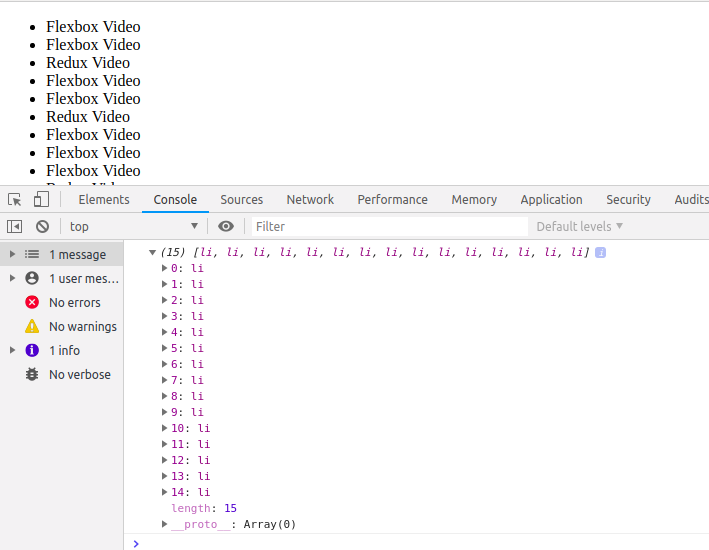 Flexbox Video
Flexbox Video
Redux Video
Flexbox Video
Flexbox Video
Redux Video
Flexbox Video
Flexbox Video
Flexbox Video
Redux Video
Elements Console Sources Network Performance Memory Application Security Audits
top Filter Default levels
1 message
1 user mes...
No errors
No warnings
1 info
No verbose
(15) [li, li, li, li, li, li, li, li, li, li, li, li, li, li, li] i
0: li
1: li
2: li
3: li
4: li
5: li
6: li
7: li
8: li
9: li
10: li
11: li
12: li
13: li
14: li
length: 15
__proto__: Array(0)